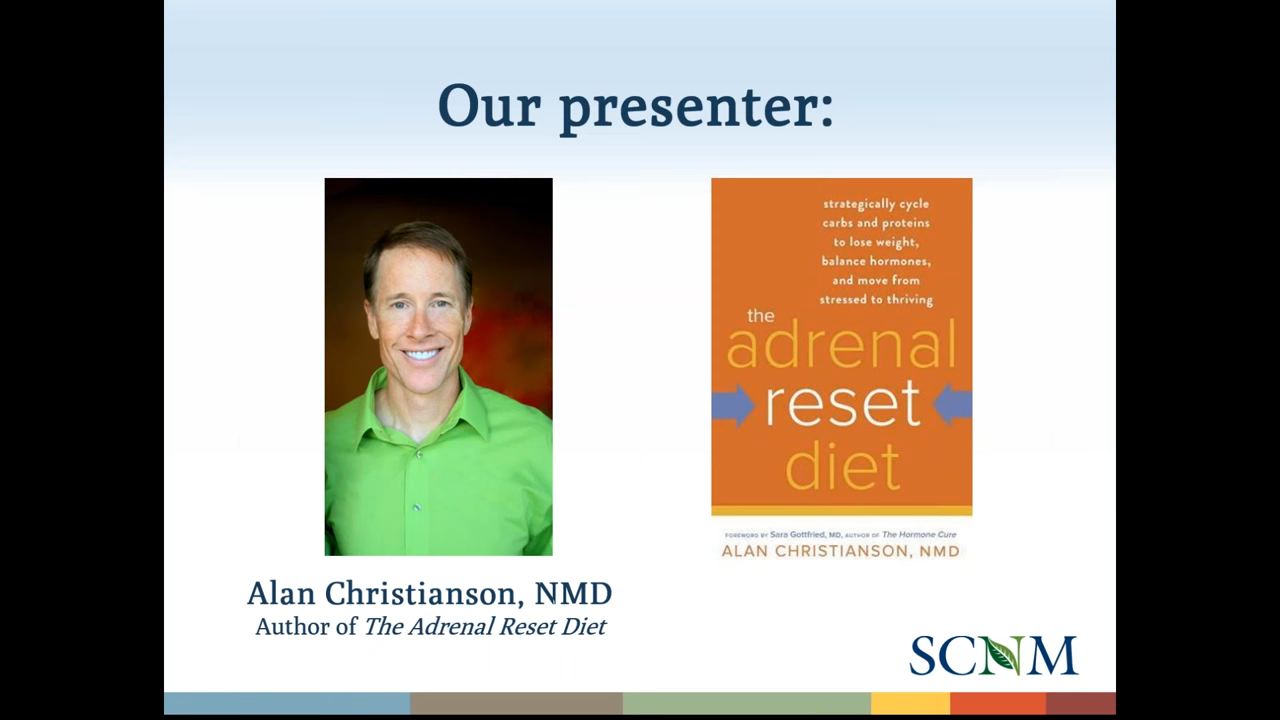 Our presenter:
strategically cycle
carbs and proteins
to lose weight,
balance hormones,
and move from
stressed to thriving
the
adrenal
reset
diet
FOREWORD BY Sara Gottfried, MD, AUTHOR OF The Hormone Cure
ALAN CHRISTIANSON, NMD
Alan Christianson, NMD
Author of The Adrenal Reset Diet
SCNM